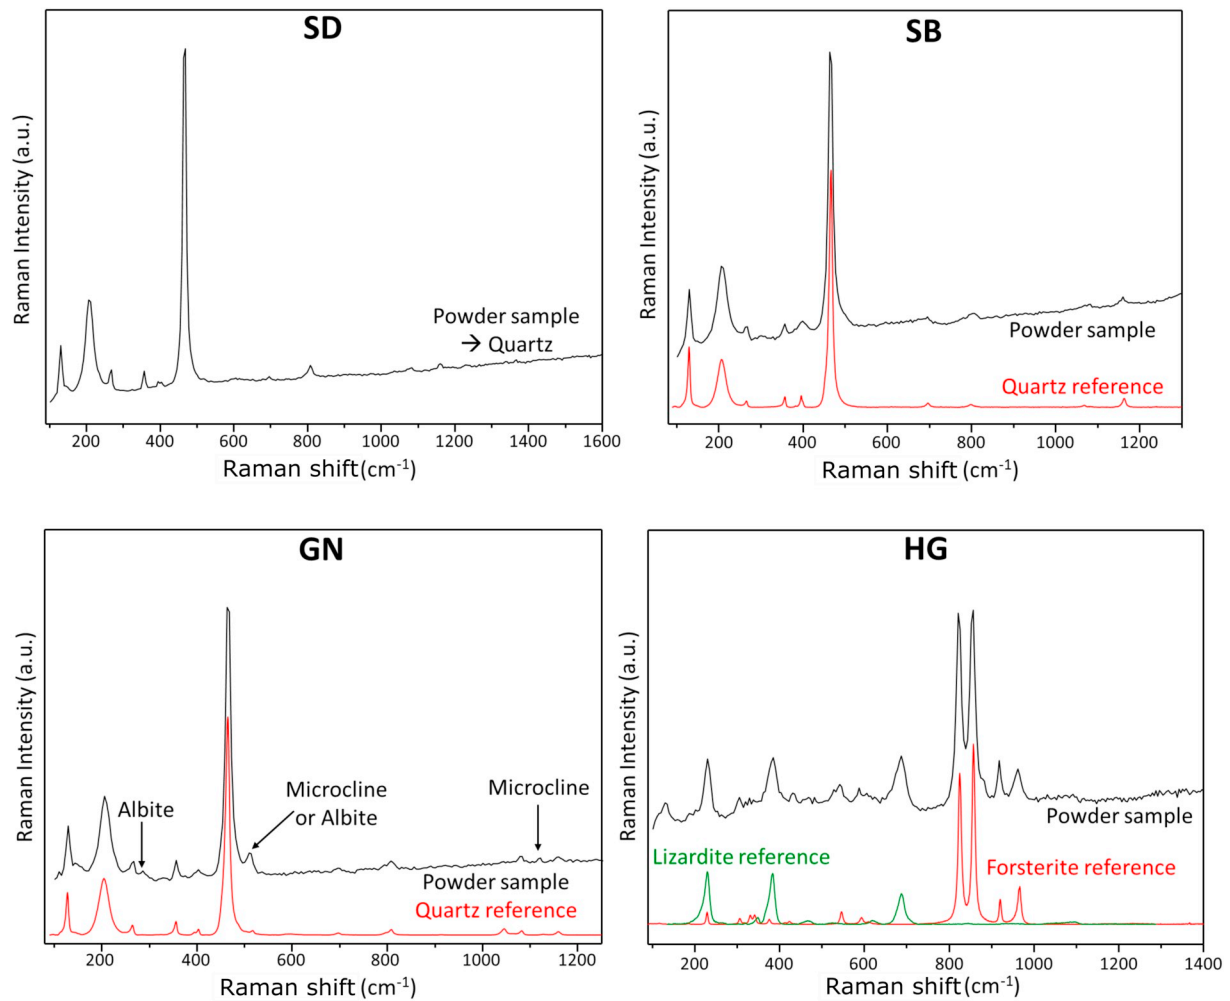 SD
Raman Intensity (a.u.)
Powder sample
→ Quartz
200 400 600 800 1000 1200 1400 1600
Raman shift (cm⁻¹)
SB
Raman Intensity (a.u.)
Powder sample
Quartz reference
200 400 600 800 1000 1200
Raman shift (cm⁻¹)
GN
Raman Intensity (a.u.)
Albite
Microcline
or Albite
Microcline
Powder sample
Quartz reference
200 400 600 800 1000 1200
Raman shift (cm⁻¹)
HG
Raman Intensity (a.u.)
Powder sample
Lizardite reference
Forsterite reference
200 400 600 800 1000 1200 1400
Raman shift (cm⁻¹)